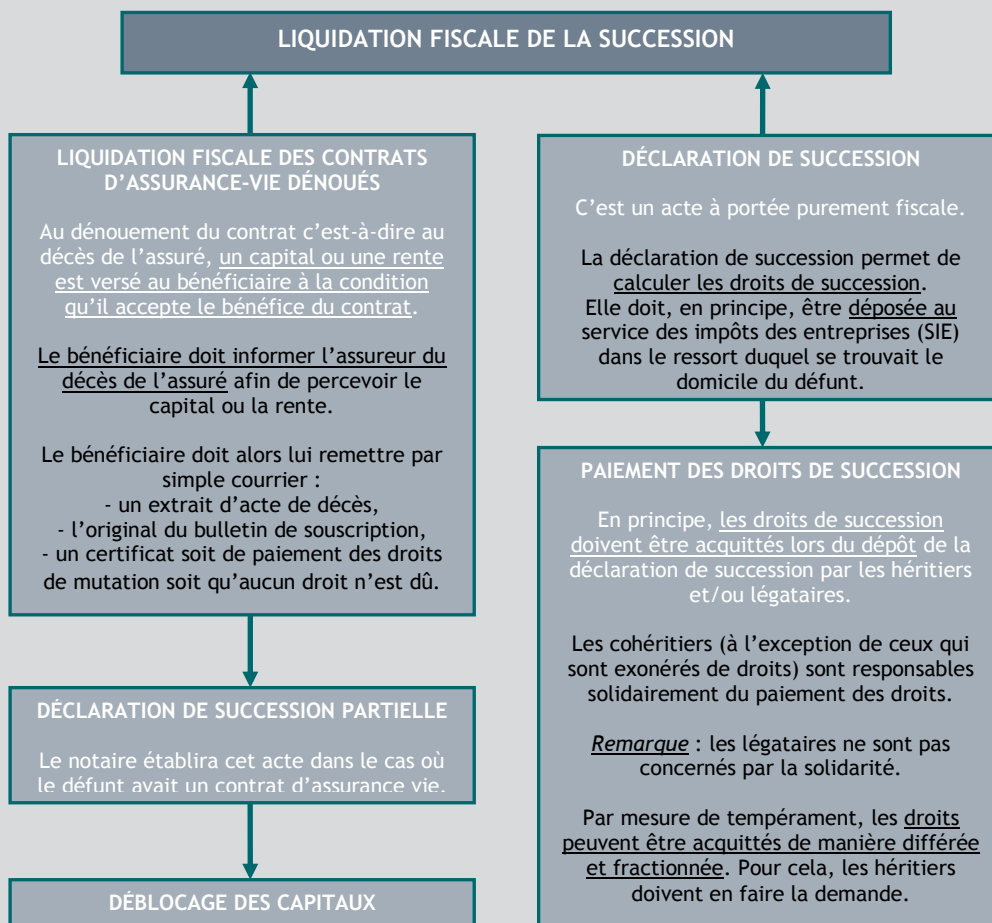 LIQUIDATION FISCALE DE LA SUCCESSION
LIQUIDATION FISCALE DES CONTRATS
D'ASSURANCE-VIE DÉNOUÉS
Au dénouement du contrat c'est-à-dire au
décès de l'assuré, un capital ou une rente
est versé au bénéficiaire à la condition
qu'il accepte le bénéfice du contrat.
Le bénéficiaire doit informer l'assureur du
décès de l'assuré afin de percevoir le
capital ou la rente.
Le bénéficiaire doit alors lui remettre par
simple courrier :
- un extrait d'acte de décès,
- l'original du bulletin de souscription,
- un certificat soit de paiement des droits
de mutation soit qu'aucun droit n'est dû.
DÉCLARATION DE SUCCESSION PARTIELLE
Le notaire établira cet acte dans le cas où
le défunt avait un contrat d'assurance vie.
DÉBLOCAGE DES CAPITAUX
DÉCLARATION DE SUCCESSION
C'est un acte à portée purement fiscale.
La déclaration de succession permet de
calculer les droits de succession.
Elle doit, en principe, être déposée au
service des impôts des entreprises (SIE)
dans le ressort duquel se trouvait le
domicile du défunt.
PAIEMENT DES DROITS DE SUCCESSION
En principe, les droits de succession
doivent être acquittés lors du dépôt de la
déclaration de succession par les héritiers
et/ou légataires.
Les cohéritiers (à l'exception de ceux qui
sont exonérés de droits) sont responsables
solidairement du paiement des droits.
Remarque : les légataires ne sont pas
concernés par la solidarité.
Par mesure de tempérament, les droits
peuvent être acquittés de manière différée
et fractionnée. Pour cela, les héritiers
doivent en faire la demande.